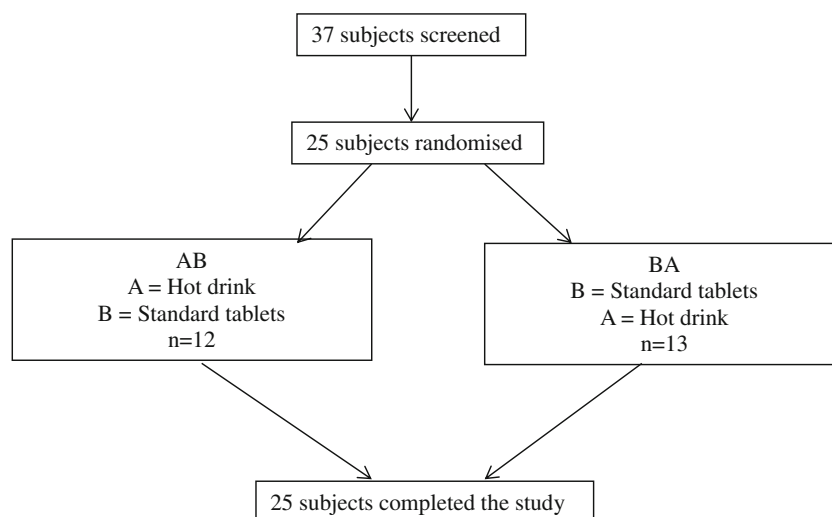 37 subjects screened
25 subjects randomised
AB
A = Hot drink
B = Standard tablets
n=12
BA
B = Standard tablets
A = Hot drink
n=13
25 subjects completed the study